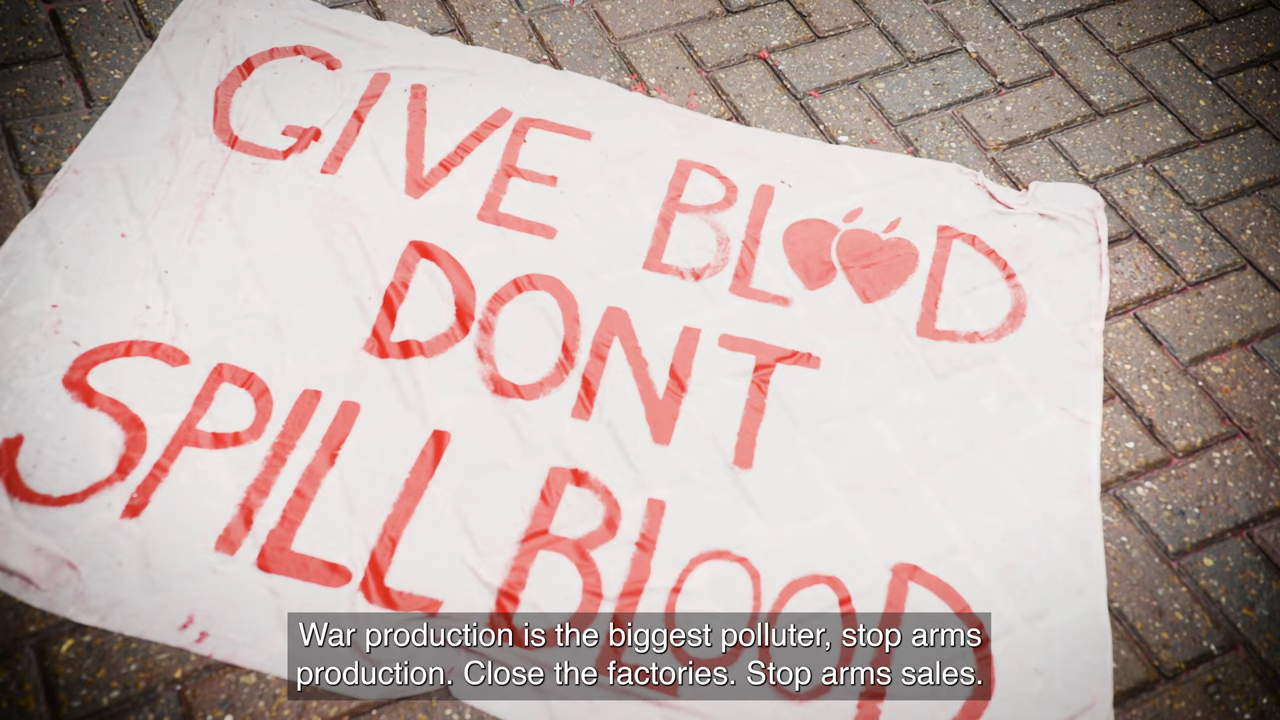 GIVE BLOOD
DONT
SPILL BLOOD
War production is the biggest polluter, stop arms
production. Close the factories. Stop arms sales.